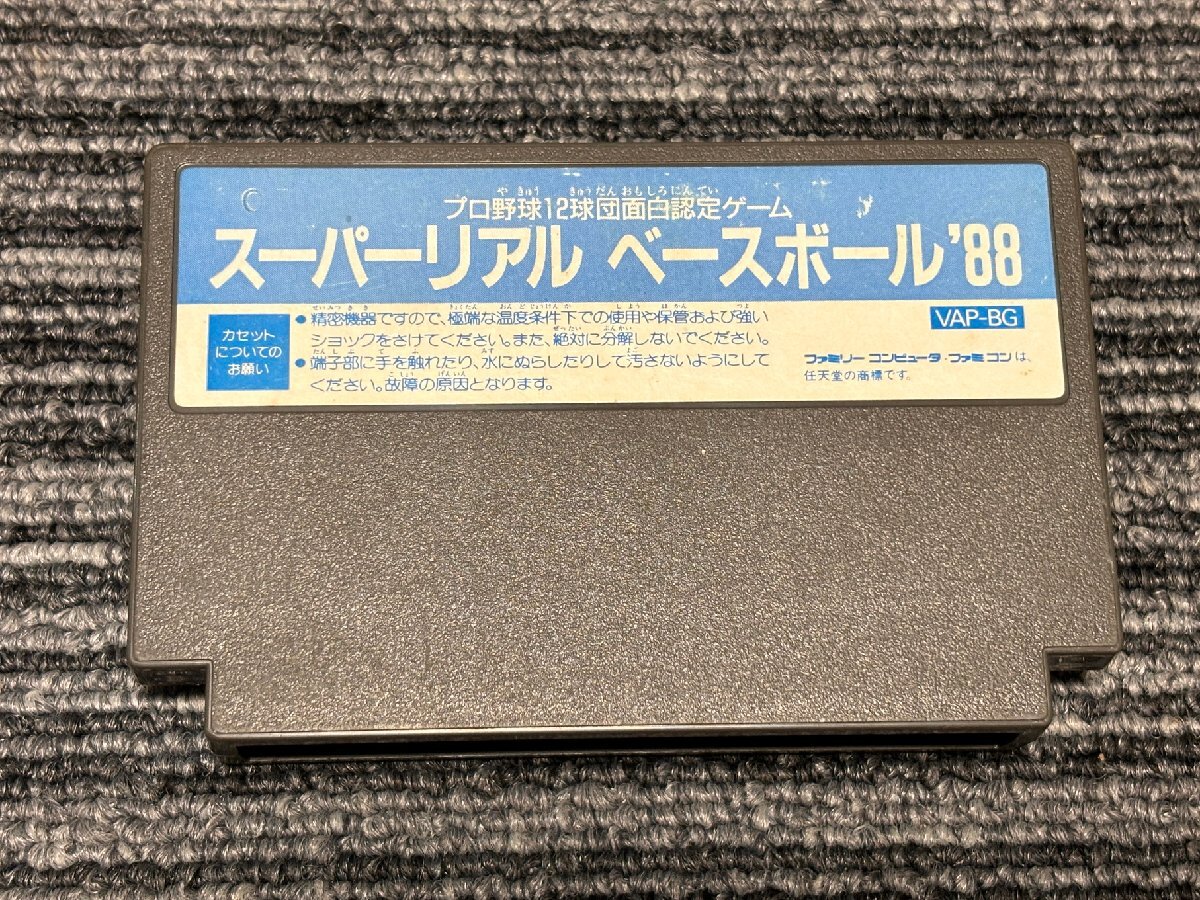 プロ野球12球団面白認定ゲーム
スーパーリアル ベースボール'88
カセット
についての
お願い
●精密機器ですので、極端な温度条件下での使用や保管および強い
ショックをさけてください。また、絶対に分解しないでください。
●端子部に手を触れたり、水にぬらしたりして汚さないようにして
ください。故障の原因となります。
VAP-BG
ファミリーコンピュータ・ファミコンは、
任天堂の商標です。